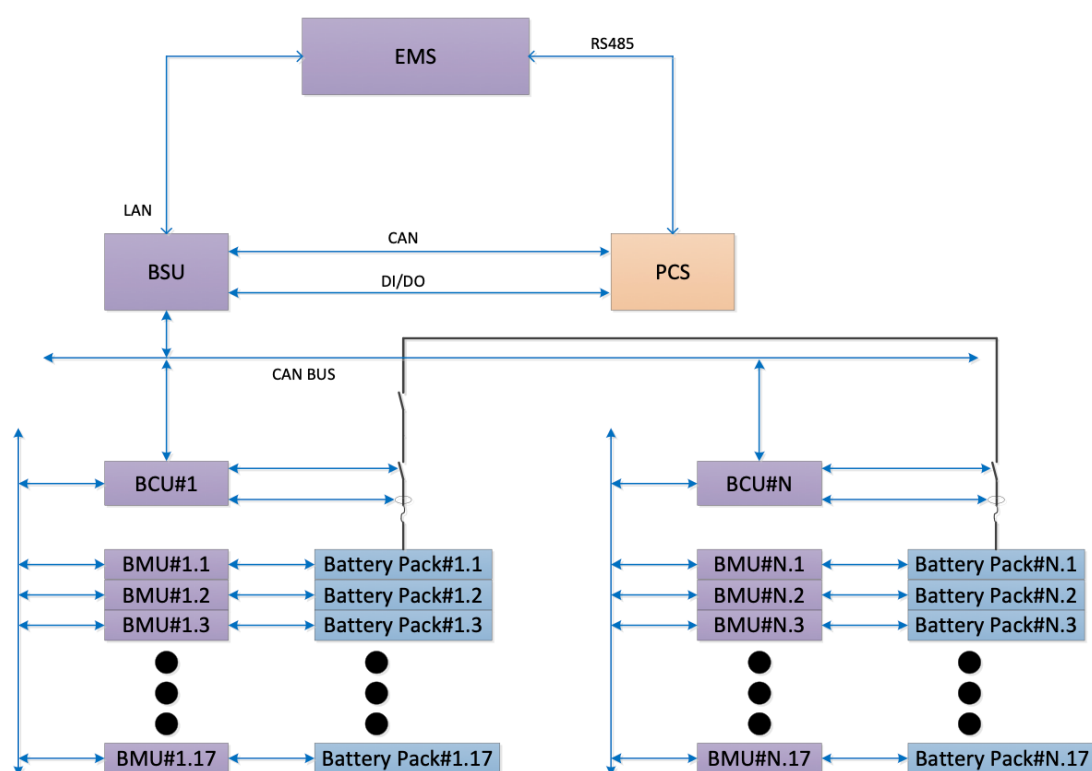 EMS
RS485
LAN
BSU
CAN
DI/DO
PCS
CAN BUS
BCU#1
BCU#N
BMU#1.1
Battery Pack#1.1
BMU#1.2
Battery Pack#1.2
BMU#1.3
Battery Pack#1.3
BMU#1.17
Battery Pack#1.17
BMU#N.1
Battery Pack#N.1
BMU#N.2
Battery Pack#N.2
BMU#N.3
Battery Pack#N.3
BMU#N.17
Battery Pack#N.17